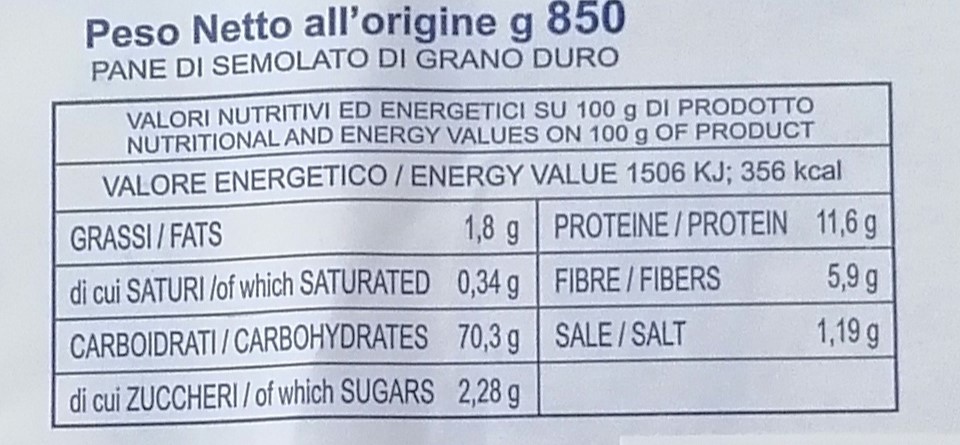 Peso Netto all'origine g 850
PANE DI SEMOLATO DI GRANO DURO
VALORI NUTRITIVI ED ENERGETICI SU 100 g DI PRODOTTO
NUTRITIONAL AND ENERGY VALUES ON 100 g OF PRODUCT
VALORE ENERGETICO / ENERGY VALUE 1506 KJ; 356 kcal
GRASSI / FATS 1,8 g PROTEINE / PROTEIN 11,6 g
di cui SATURI /of which SATURATED 0,34 g FIBRE / FIBERS 5,9 g
CARBOIDRATI / CARBOHYDRATES 70,3 g SALE / SALT 1,19 g
di cui ZUCCHERI / of which SUGARS 2,28 g